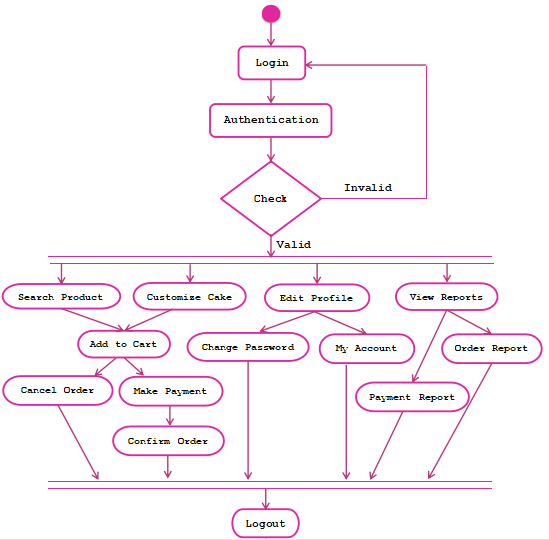 Login
Authentication
Check
Invalid
Valid
Search Product
Customize Cake
Edit Profile
View Reports
Add to Cart
Change Password
My Account
Order Report
Cancel Order
Make Payment
Payment Report
Confirm Order
Logout